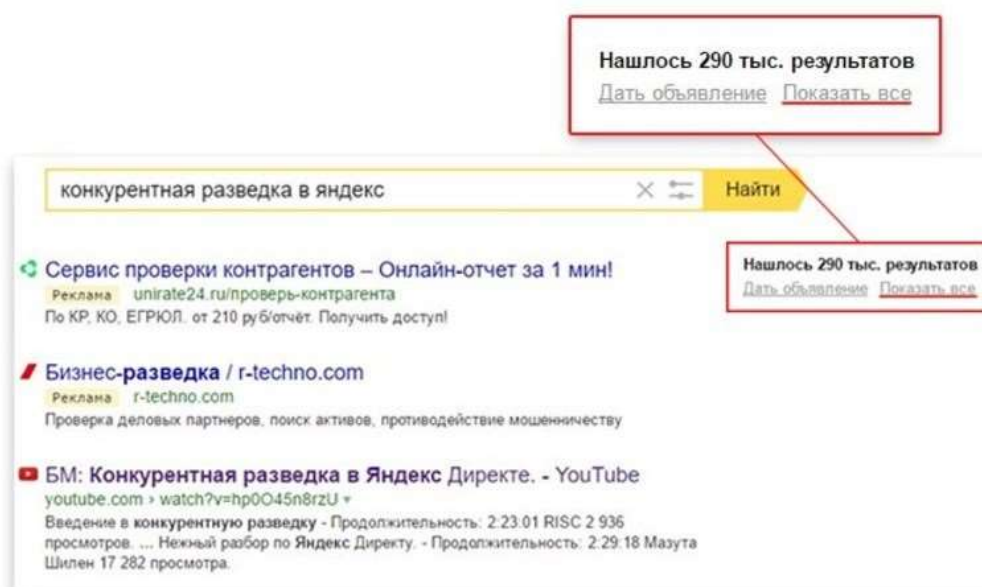 Нашлось 290 тыс. результатов
Дать объявление Показать все
конкурентная разведка в яндекс
Найти
Сервис проверки контрагентов – Онлайн-отчет за 1 мин!
Реклама unirate24.ru/проверь-контрагента
По КР, КО, ЕГРЮЛ. от 210 руб/отчёт. Получить доступ!
Нашлось 290 тыс. результатов
Дать объявление Показать все
Бизнес-разведка / r-techno.com
Реклама r-techno.com
Проверка деловых партнеров, поиск активов, противодействие мошенничеству
БМ: Конкурентная разведка в Яндекс Директе. - YouTube
youtube.com › watch?v=hp0O45n8rzU
Введение в конкурентную разведку - Продолжительность: 2:23:01 RISC 2 936
просмотров. ... Нежный разбор по Яндекс Директу. - Продолжительность: 2:29:18 Мазута
Шилен 17 282 просмотра.